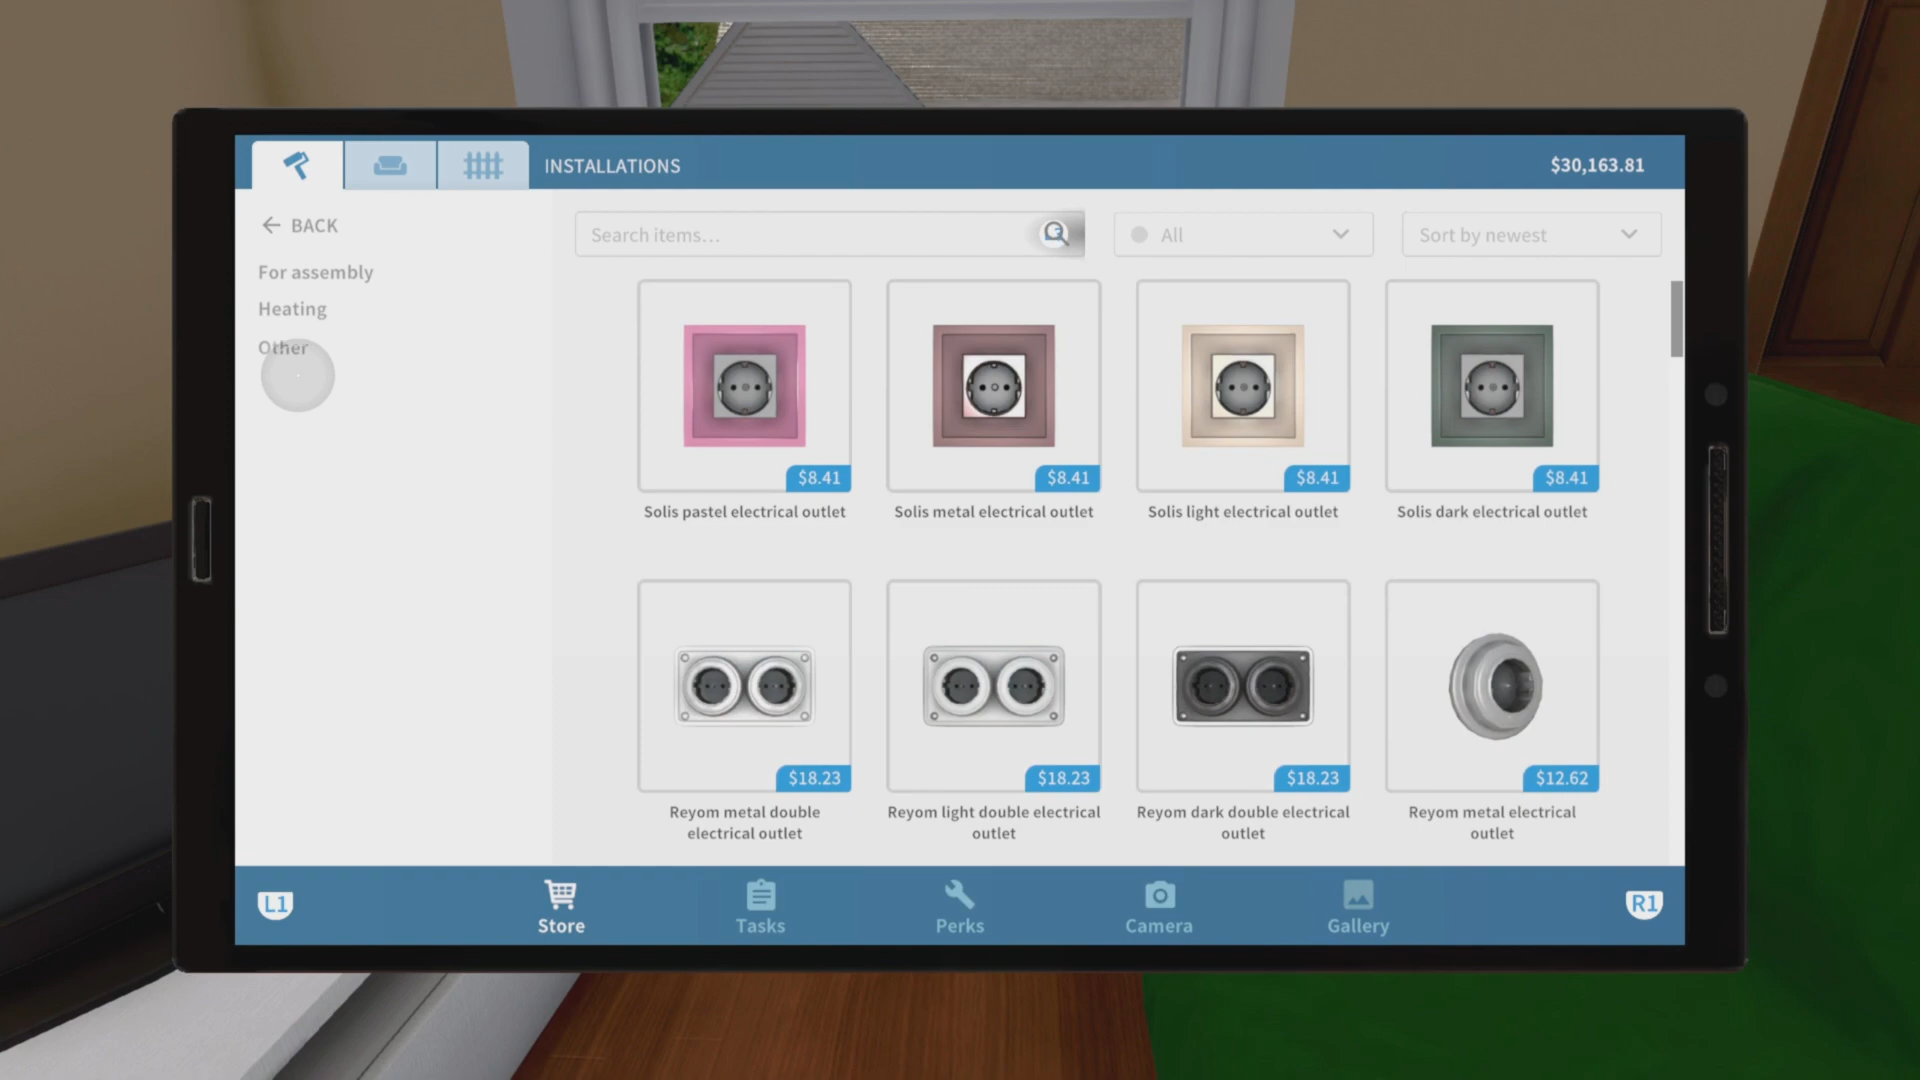 INSTALLATIONS
$30,163.81
BACK
For assembly
Heating
Other
Search items...
All
Sort by newest
$8.41
$8.41
$8.41
$8.41
Solis pastel electrical outlet
Solis metal electrical outlet
Solis light electrical outlet
Solis dark electrical outlet
$18.23
$18.23
$18.23
$12.62
Reyom metal double
electrical outlet
Reyom light double electrical
outlet
Reyom dark double electrical
outlet
Reyom metal electrical
outlet
L1
Store
Tasks
Perks
Camera
Gallery
R1